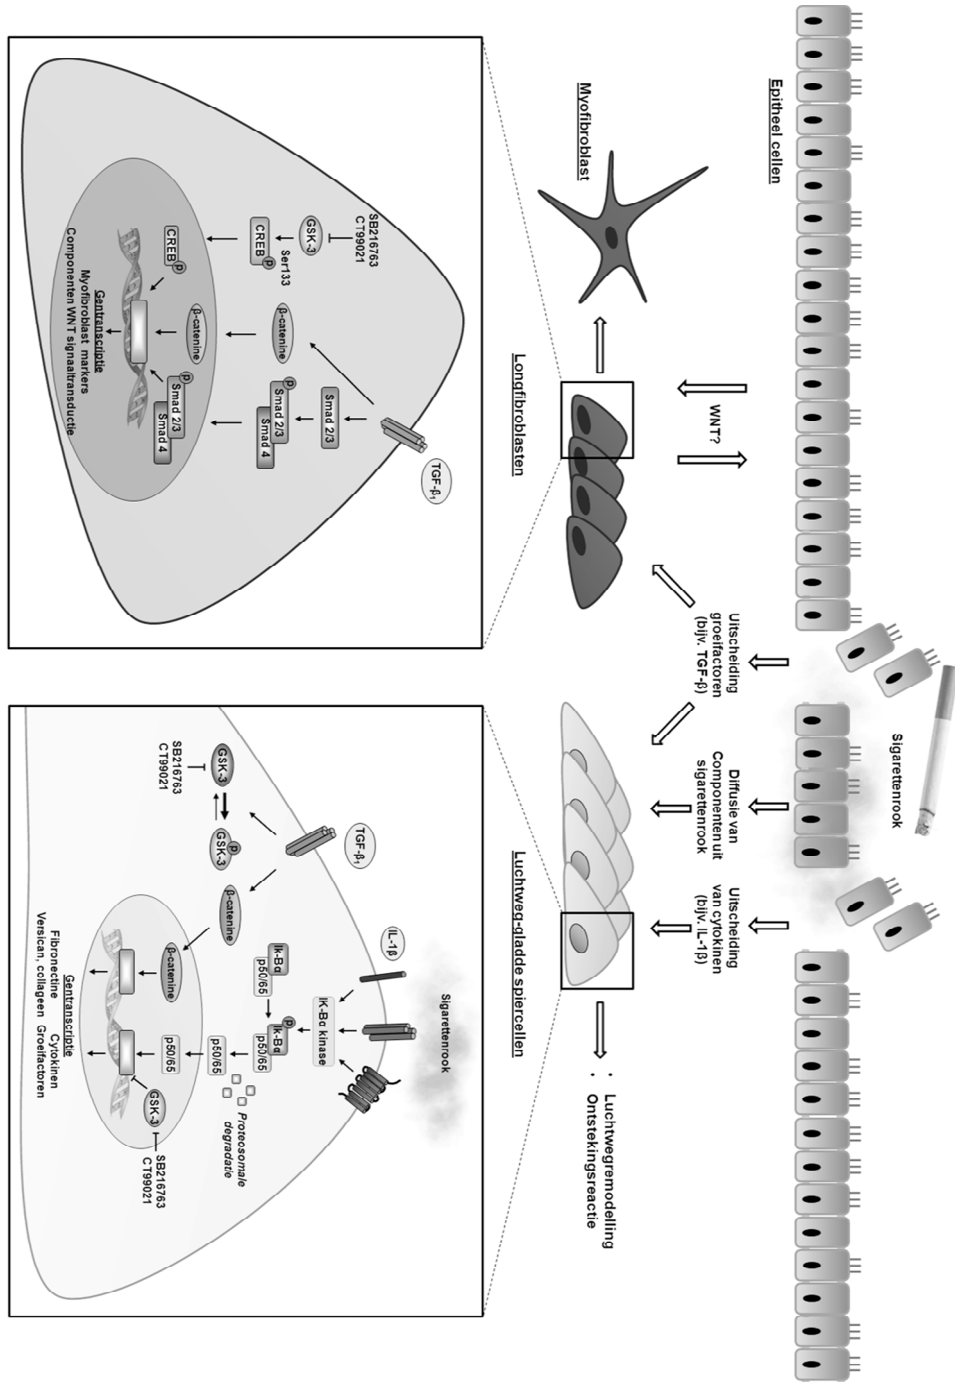 Epitheel cellen
Sigarettenrook
Uitscheiding
groeifactoren
(bijv. TGF-β)
Diffusie van
Componenten uit
sigarettenrook
Uitscheiding
van cytokinen
(bijv. IL-1β)
WNT?
Myofibroblast
Longfibroblasten
Luchtweg-gladde spiercellen
: Luchtwegremodelling
: Ontstekingsreactie
TGF-β1
SB216763
CT99021
GSK-3
Ser133
CREB
p
β-catenine
Smad 2/3
Smad 2/3
p
Smad 4
CREB
p
β-catenine
Smad 2/3
p
Smad 4
Gentranscriptie
Myofibroblast markers
Componenten WNT signaaltransductie
Sigarettenrook
IL-1β
TGF-β1
IK-Bα kinase
Ik-Bα
p50/65
p
Ik-Bα
p50/65
GSK-3
p
GSK-3
SB216763
CT99021
β-catenine
p50/65
Proteosomale
degradatie
β-catenine
p50/65
GSK-3
SB216763
CT99021
Gentranscriptie
Fibronectine Cytokinen
Versican, collageen Groeifactoren